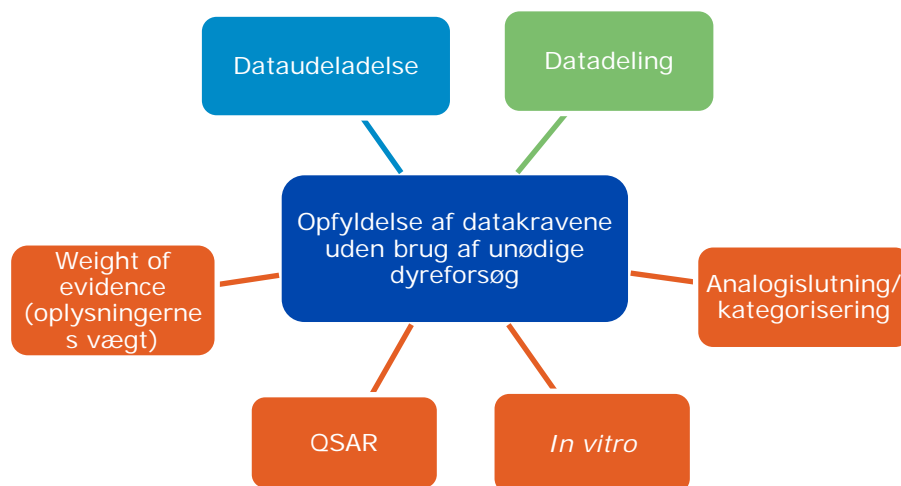 Dataudeladelse
Datadeling
Opfyldelse af datakravene
uden brug af unødige
dyreforsøg
Weight of
evidence
(oplysningerne
s vægt)
Analogislutning/
kategorisering
QSAR
In vitro